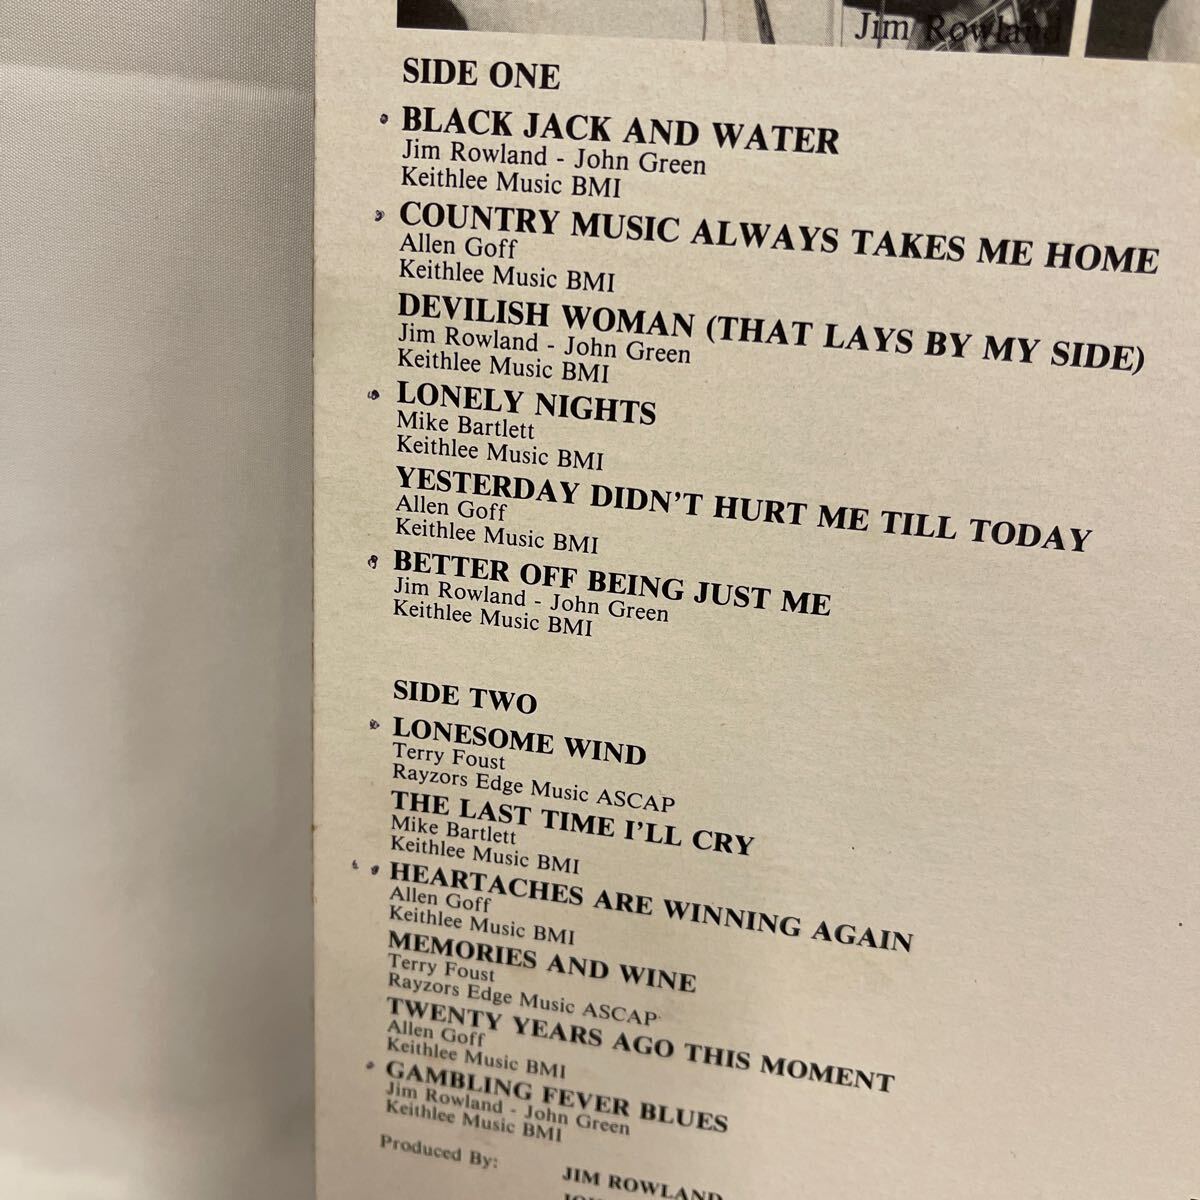 Jim Rowland
SIDE ONE
BLACK JACK AND WATER
Jim Rowland - John Green
Keithlee Music BMI
COUNTRY MUSIC ALWAYS TAKES ME HOME
Allen Goff
Keithlee Music BMI
DEVILISH WOMAN (THAT LAYS BY MY SIDE)
Jim Rowland - John Green
Keithlee Music BMI
LONELY NIGHTS
Mike Bartlett
Keithlee Music BMI
YESTERDAY DIDN'T HURT ME TILL TODAY
Allen Goff
Keithlee Music BMI
BETTER OFF BEING JUST ME
Jim Rowland - John Green
Keithlee Music BMI
SIDE TWO
LONESOME WIND
Terry Foust
Rayzors Edge Music ASCAP
THE LAST TIME I'LL CRY
Mike Bartlett
Keithlee Music BMI
HEARTACHES ARE WINNING AGAIN
Allen Goff
Keithlee Music BMI
MEMORIES AND WINE
Terry Foust
Rayzors Edge Music ASCAP
TWENTY YEARS AGO THIS MOMENT
Allen Goff
Keithlee Music BMI
GAMBLING FEVER BLUES
Jim Rowland - John Green
Keithlee Music BMI
Produced By:
JIM ROWLAND